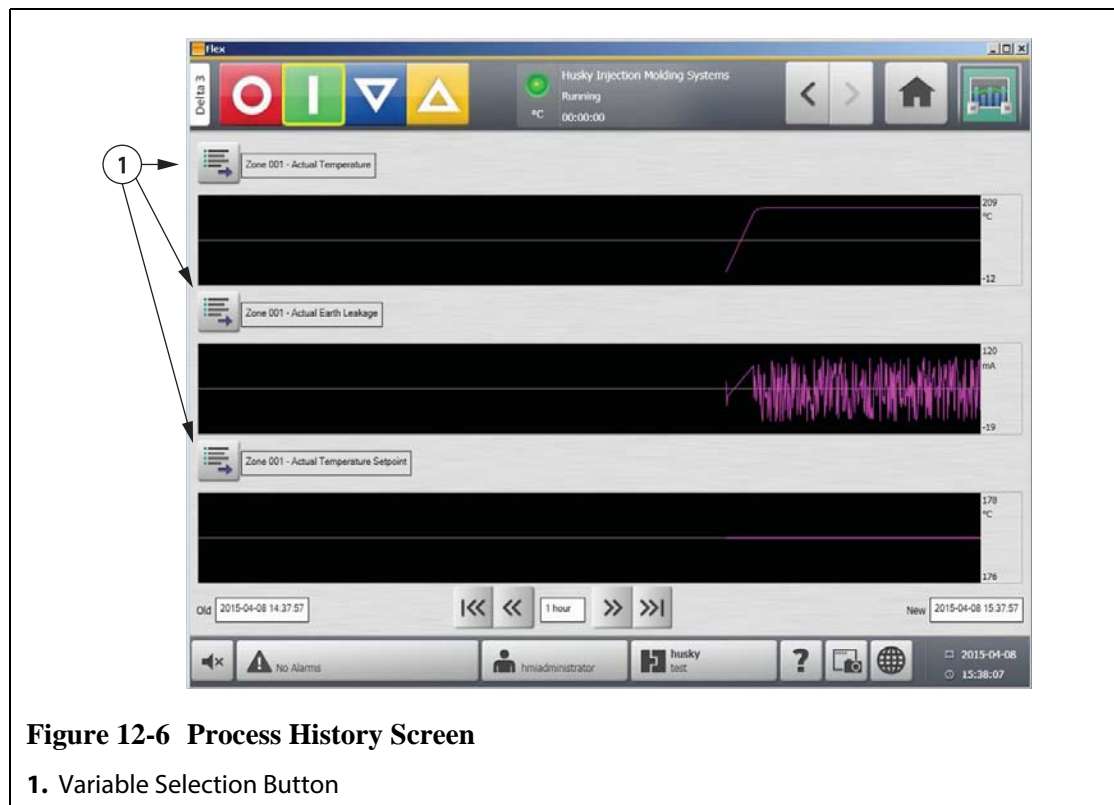 Flex
Delta 3
Husky Injection Molding Systems
Running
°C 00:00:00
1
Zone 001 - Actual Temperature
209
°C
-12
Zone 001 - Actual Earth Leakage
120
mA
-19
Zone 001 - Actual Temperature Setpoint
178
°C
176
Old 2015-04-08 14:37:57
1 hour
New 2015-04-08 15:37:57
No Alarms
hmiadministrator
husky
test
?
2015-04-08
15:38:07
Figure 12-6 Process History Screen
1. Variable Selection Button